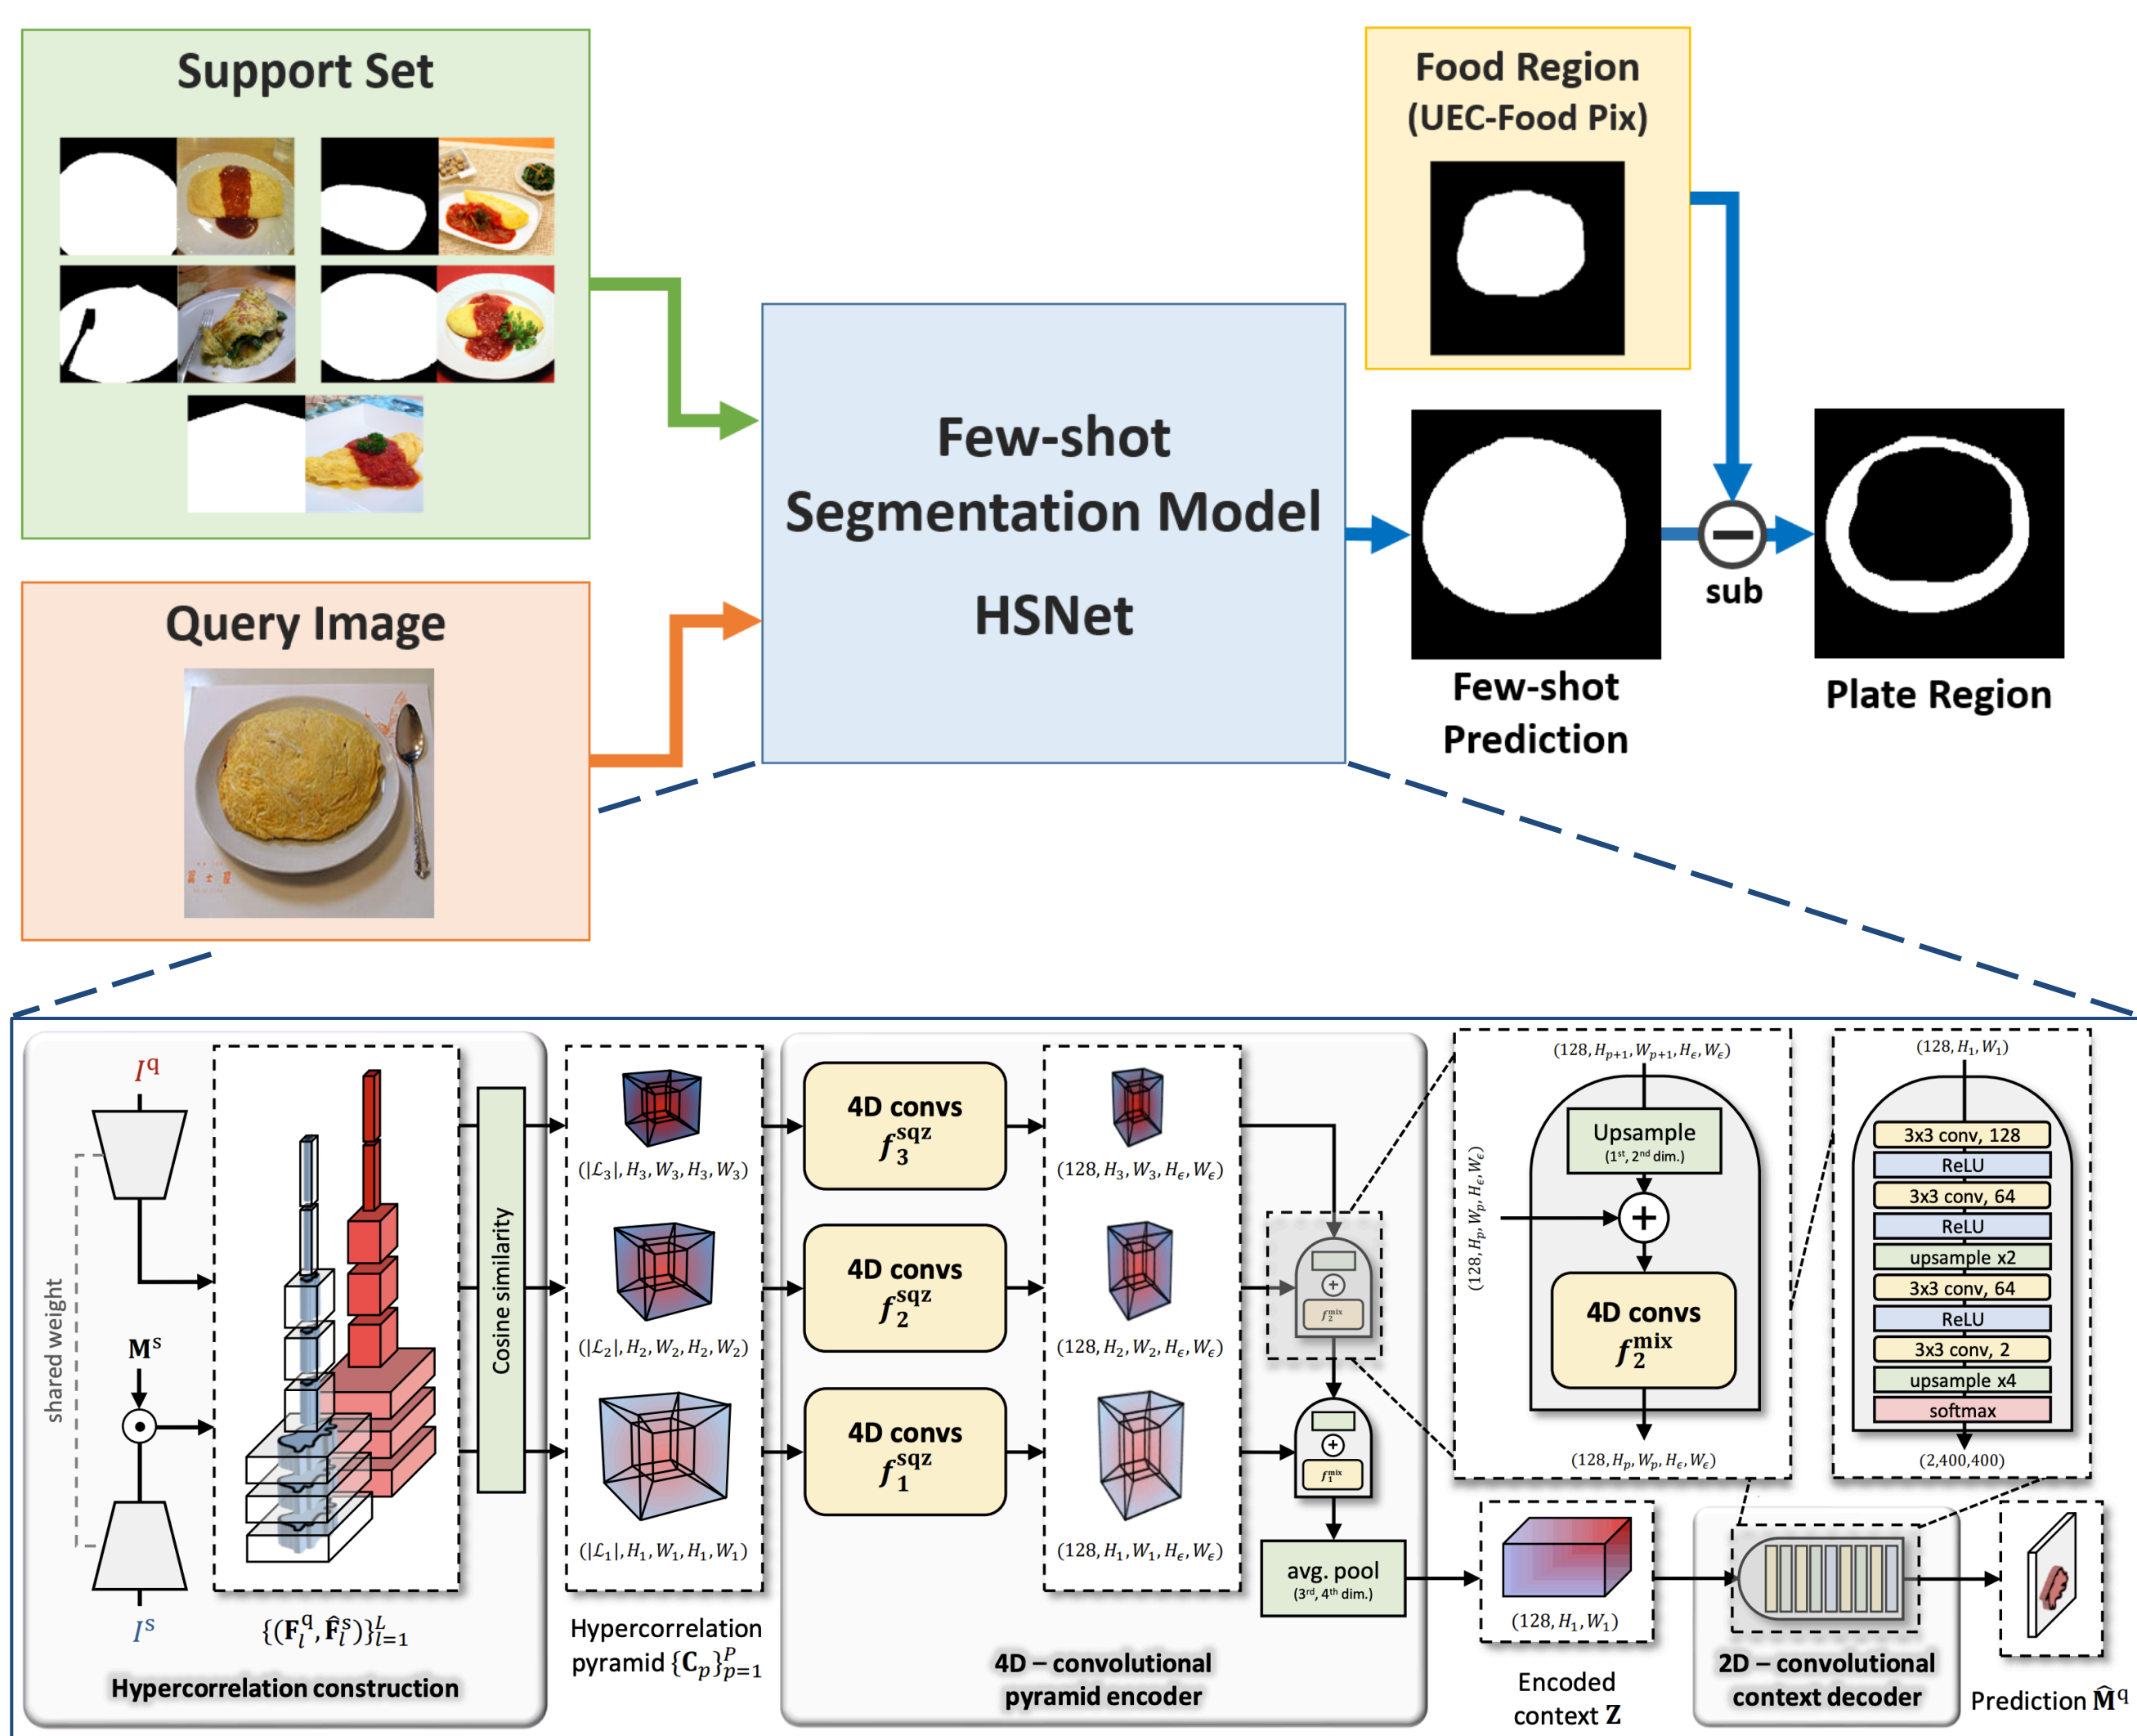 Support Set
Food Region
(UEC-Food Pix)
Few-shot
Segmentation Model
HSNet
Query Image
sub
Few-shot
Prediction
Plate Region
I^q
shared weight
M^s
I^s
{(F_l^q, F̂_l^s)}_{l=1}^L
Hypercorrelation construction
Cosine similarity
(|ℒ_3|, H_3, W_3, H_3, W_3)
(|ℒ_2|, H_2, W_2, H_2, W_2)
(|ℒ_1|, H_1, W_1, H_1, W_1)
Hypercorrelation
pyramid {C_p}_{p=1}^P
4D convs
f_3^sqz
4D convs
f_2^sqz
4D convs
f_1^sqz
(128, H_3, W_3, H_ϵ, W_ϵ)
(128, H_2, W_2, H_ϵ, W_ϵ)
(128, H_1, W_1, H_ϵ, W_ϵ)
f_2^mix
f_1^mix
avg. pool
(3rd, 4th dim.)
4D – convolutional
pyramid encoder
(128, H_{p+1}, W_{p+1}, H_ϵ, W_ϵ)
Upsample
(1st, 2nd dim.)
(128, H_p, W_p, H_ϵ, W_ϵ)
4D convs
f_2^mix
(128, H_p, W_p, H_ϵ, W_ϵ)
(128, H_1, W_1)
3x3 conv, 128
ReLU
3x3 conv, 64
ReLU
upsample x2
3x3 conv, 64
ReLU
3x3 conv, 2
upsample x4
softmax
(2,400,400)
(128, H_1, W_1)
Encoded
context Z
2D – convolutional
context decoder
Prediction M̂^q